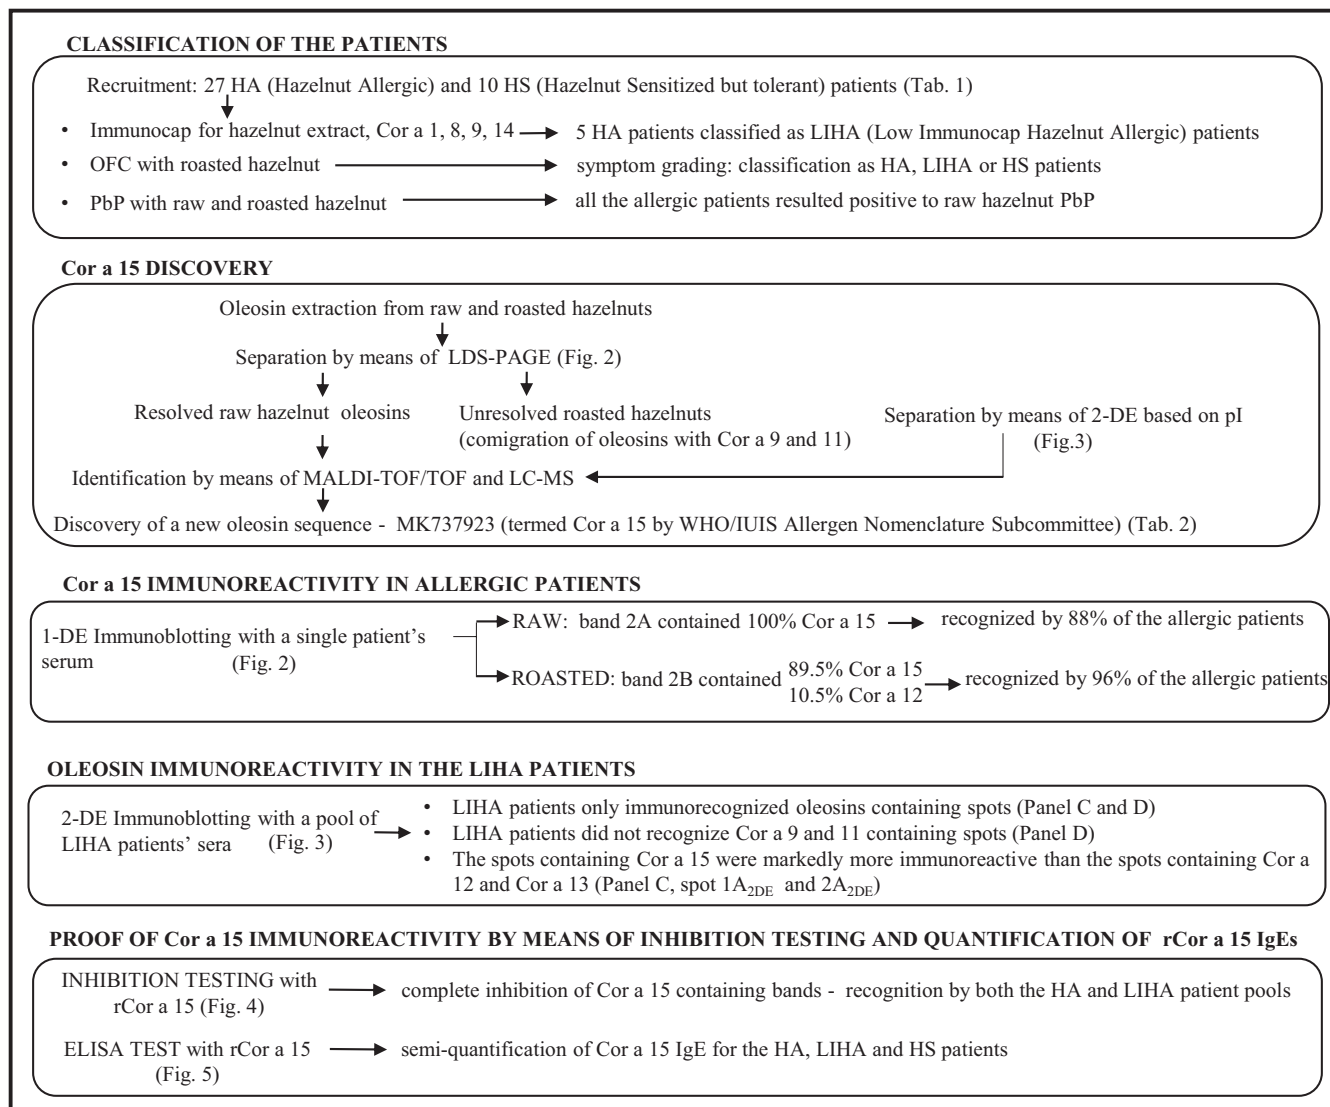 CLASSIFICATION OF THE PATIENTS
Recruitment: 27 HA (Hazelnut Allergic) and 10 HS (Hazelnut Sensitized but tolerant) patients (Tab. 1)
• Immunocap for hazelnut extract, Cor a 1, 8, 9, 14
5 HA patients classified as LIHA (Low Immunocap Hazelnut Allergic) patients
• OFC with roasted hazelnut
symptom grading: classification as HA, LIHA or HS patients
• PbP with raw and roasted hazelnut
all the allergic patients resulted positive to raw hazelnut PbP
Cor a 15 DISCOVERY
Oleosin extraction from raw and roasted hazelnuts
Separation by means of LDS-PAGE (Fig. 2)
Resolved raw hazelnut oleosins
Unresolved roasted hazelnuts
(comigration of oleosins with Cor a 9 and 11)
Separation by means of 2-DE based on pI
(Fig.3)
Identification by means of MALDI-TOF/TOF and LC-MS
Discovery of a new oleosin sequence - MK737923 (termed Cor a 15 by WHO/IUIS Allergen Nomenclature Subcommittee) (Tab. 2)
Cor a 15 IMMUNOREACTIVITY IN ALLERGIC PATIENTS
1-DE Immunoblotting with a single patient's
serum
(Fig. 2)
RAW: band 2A contained 100% Cor a 15
recognized by 88% of the allergic patients
ROASTED: band 2B contained
89.5% Cor a 15
10.5% Cor a 12
recognized by 96% of the allergic patients
OLEOSIN IMMUNOREACTIVITY IN THE LIHA PATIENTS
2-DE Immunoblotting with a pool of
LIHA patients' sera
(Fig. 3)
• LIHA patients only immunorecognized oleosins containing spots (Panel C and D)
• LIHA patients did not recognize Cor a 9 and 11 containing spots (Panel D)
• The spots containing Cor a 15 were markedly more immunoreactive than the spots containing Cor a
12 and Cor a 13 (Panel C, spot 1A2DE and 2A2DE)
PROOF OF Cor a 15 IMMUNOREACTIVITY BY MEANS OF INHIBITION TESTING AND QUANTIFICATION OF rCor a 15 IgEs
INHIBITION TESTING with
rCor a 15 (Fig. 4)
complete inhibition of Cor a 15 containing bands - recognition by both the HA and LIHA patient pools
ELISA TEST with rCor a 15
(Fig. 5)
semi-quantification of Cor a 15 IgE for the HA, LIHA and HS patients